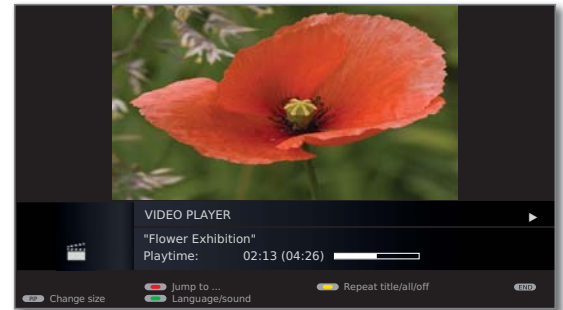 VIDEO PLAYER
"Flower Exhibition"
Playtime: 02:13 (04:26)
Jump to ... Repeat title/all/off END
PIP Change size Language/sound